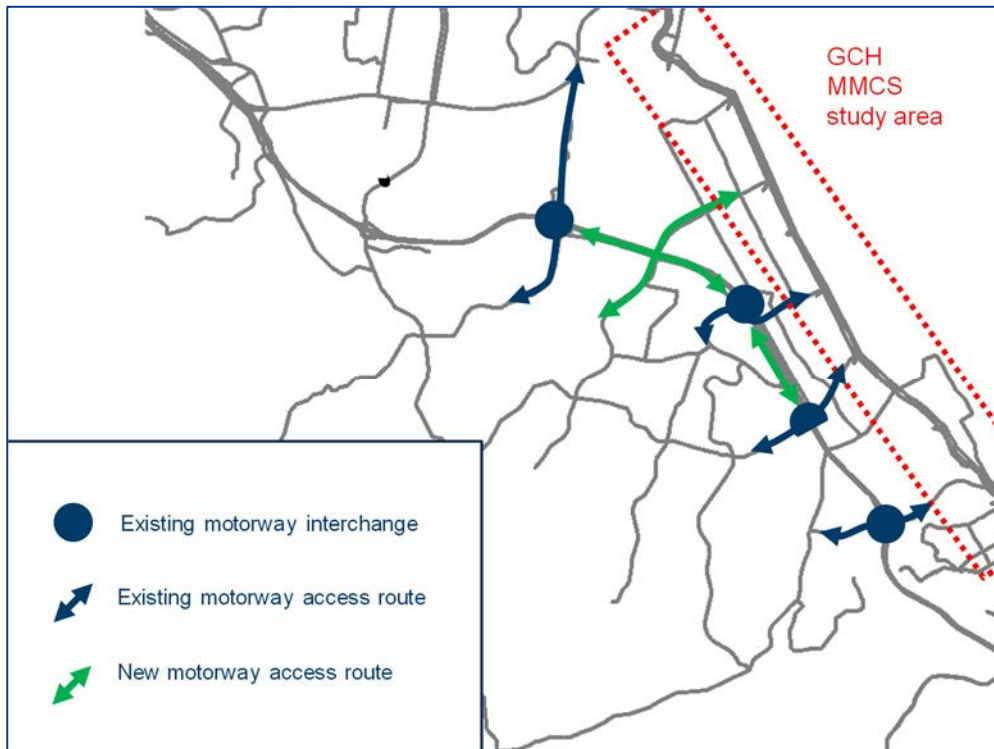 GCH
MMCS
study area
Existing motorway interchange
Existing motorway access route
New motorway access route